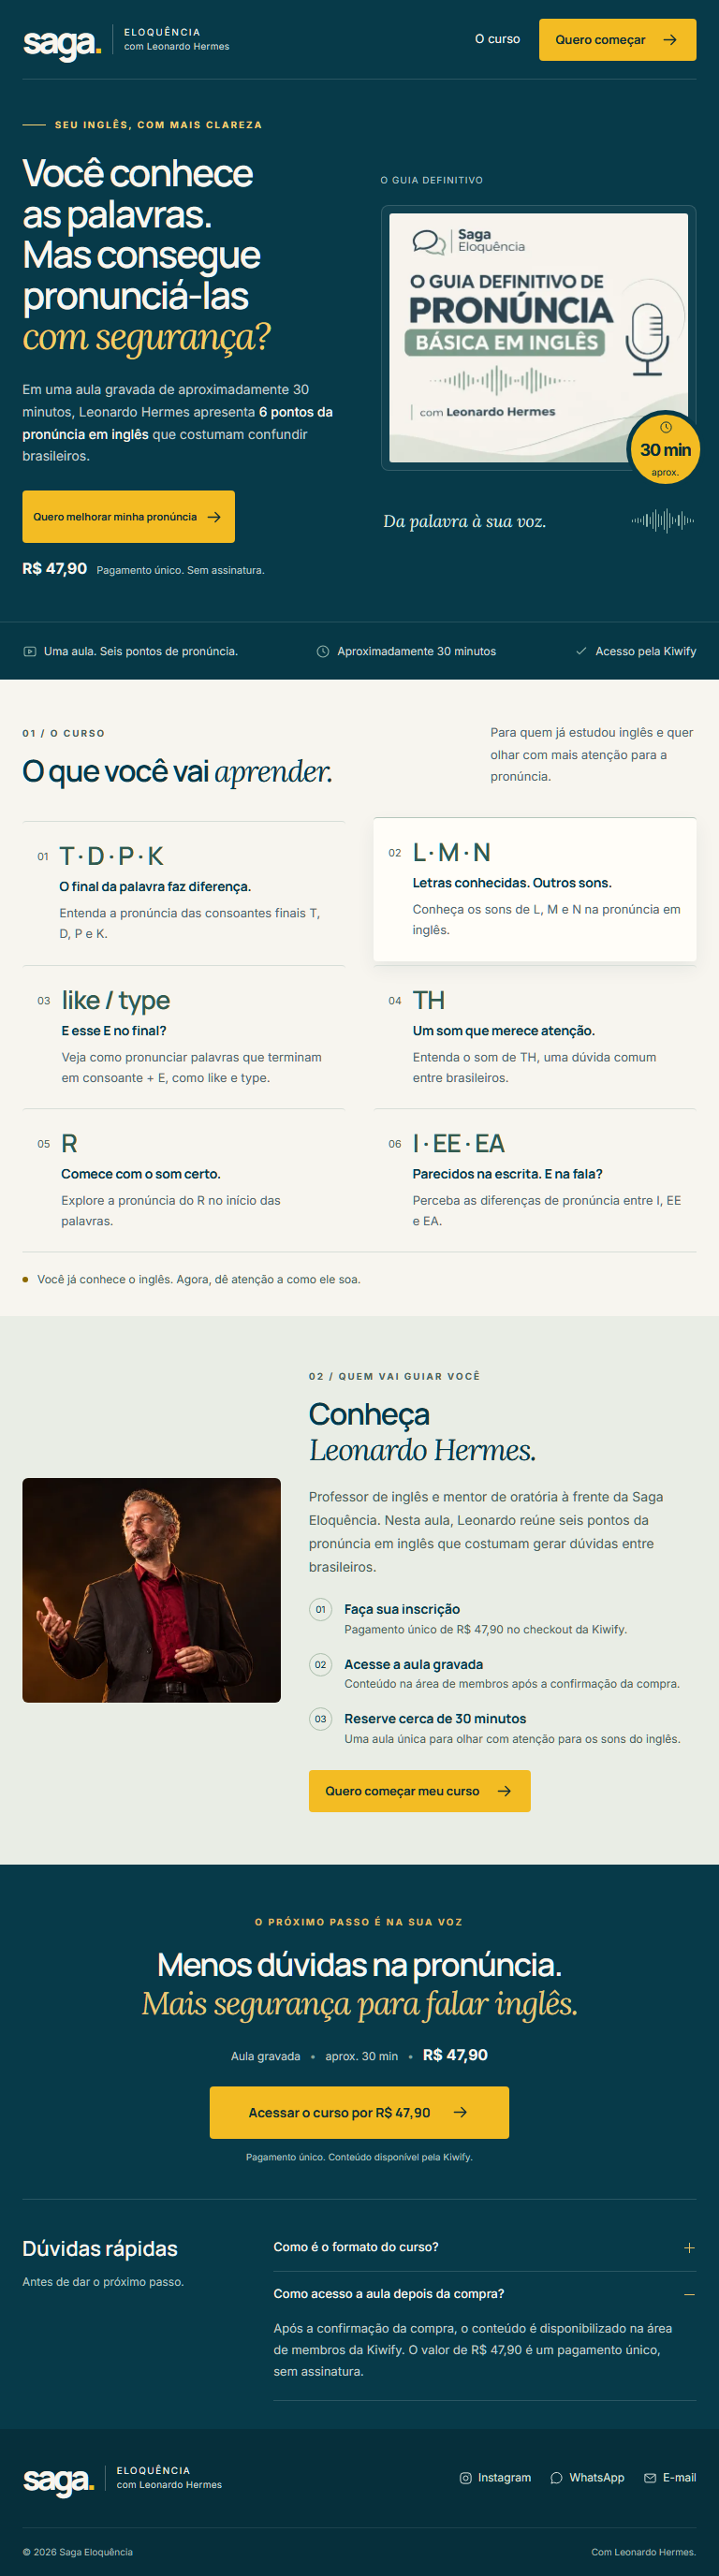 saga.
ELOQUÊNCIA
com Leonardo Hermes
O curso
Quero começar
SEU INGLÊS, COM MAIS CLAREZA
Você conhece
as palavras.
Mas consegue
pronunciá-las
com segurança?
Em uma aula gravada de aproximadamente 30
minutos, Leonardo Hermes apresenta 6 pontos da
pronúncia em inglês que costumam confundir
brasileiros.
Quero melhorar minha pronúncia
R$ 47,90 Pagamento único. Sem assinatura.
O GUIA DEFINITIVO
Saga
Eloquência
O GUIA DEFINITIVO DE
PRONÚNCIA
BÁSICA EM INGLÊS
com Leonardo Hermes
30 min
aprox.
Da palavra à sua voz.
Uma aula. Seis pontos de pronúncia.
Aproximadamente 30 minutos
Acesso pela Kiwify
01 / O CURSO
O que você vai aprender.
Para quem já estudou inglês e quer
olhar com mais atenção para a
pronúncia.
01 T · D · P · K
O final da palavra faz diferença.
Entenda a pronúncia das consoantes finais T,
D, P e K.
02 L · M · N
Letras conhecidas. Outros sons.
Conheça os sons de L, M e N na pronúncia em
inglês.
03 like / type
E esse E no final?
Veja como pronunciar palavras que terminam
em consoante + E, como like e type.
04 TH
Um som que merece atenção.
Entenda o som de TH, uma dúvida comum
entre brasileiros.
05 R
Comece com o som certo.
Explore a pronúncia do R no início das
palavras.
06 I · EE · EA
Parecidos na escrita. E na fala?
Perceba as diferenças de pronúncia entre I, EE
e EA.
Você já conhece o inglês. Agora, dê atenção a como ele soa.
02 / QUEM VAI GUIAR VOCÊ
Conheça
Leonardo Hermes.
Professor de inglês e mentor de oratória à frente da Saga
Eloquência. Nesta aula, Leonardo reúne seis pontos da
pronúncia em inglês que costumam gerar dúvidas entre
brasileiros.
01 Faça sua inscrição
Pagamento único de R$ 47,90 no checkout da Kiwify.
02 Acesse a aula gravada
Conteúdo na área de membros após a confirmação da compra.
03 Reserve cerca de 30 minutos
Uma aula única para olhar com atenção para os sons do inglês.
Quero começar meu curso
O PRÓXIMO PASSO É NA SUA VOZ
Menos dúvidas na pronúncia.
Mais segurança para falar inglês.
Aula gravada • aprox. 30 min • R$ 47,90
Acessar o curso por R$ 47,90
Pagamento único. Conteúdo disponível pela Kiwify.
Dúvidas rápidas
Antes de dar o próximo passo.
Como é o formato do curso?
Como acesso a aula depois da compra?
Após a confirmação da compra, o conteúdo é disponibilizado na área
de membros da Kiwify. O valor de R$ 47,90 é um pagamento único,
sem assinatura.
saga.
ELOQUÊNCIA
com Leonardo Hermes
Instagram
WhatsApp
E-mail
© 2026 Saga Eloquência
Com Leonardo Hermes.